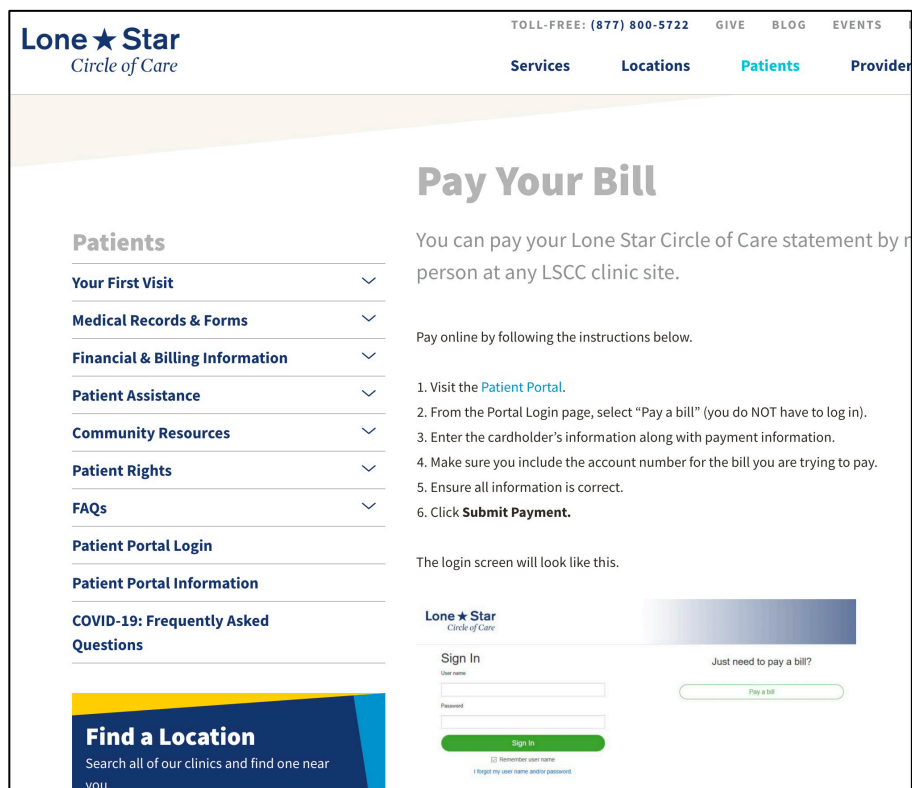 Lone ★ Star
Circle of Care
TOLL-FREE: (877) 800-5722 GIVE BLOG EVENTS
Services Locations Patients Provider
Pay Your Bill
You can pay your Lone Star Circle of Care statement by
person at any LSCC clinic site.
Patients
Your First Visit
Medical Records & Forms
Financial & Billing Information
Patient Assistance
Community Resources
Patient Rights
FAQs
Patient Portal Login
Patient Portal Information
COVID-19: Frequently Asked
Questions
Find a Location
Search all of our clinics and find one near
you
Pay online by following the instructions below.
1. Visit the Patient Portal.
2. From the Portal Login page, select “Pay a bill” (you do NOT have to log in).
3. Enter the cardholder’s information along with payment information.
4. Make sure you include the account number for the bill you are trying to pay.
5. Ensure all information is correct.
6. Click Submit Payment.
The login screen will look like this.
Lone ★ Star
Circle of Care
Sign In
User name
Password
Sign In
Remember user name
I forgot my user name and/or password
Just need to pay a bill?
Pay a bill